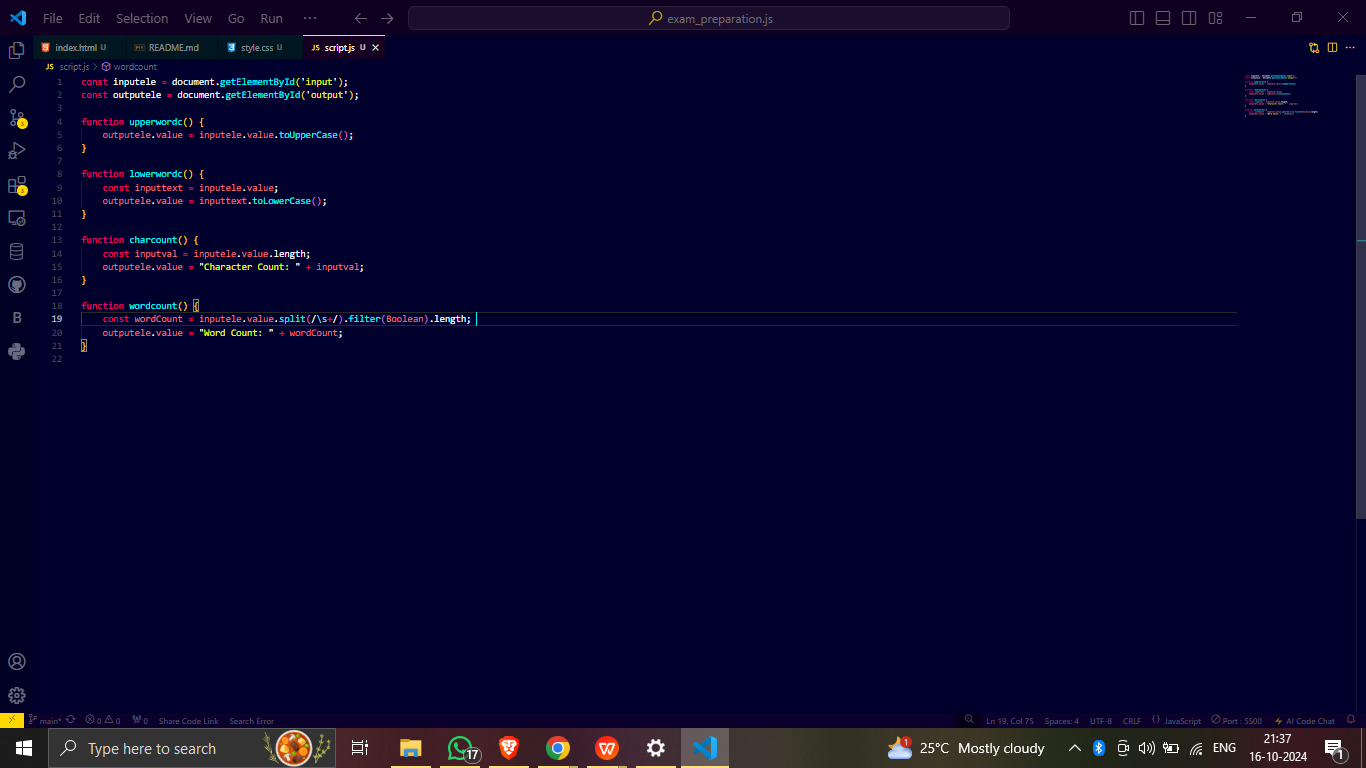 File Edit Selection View Go Run ··· exam_preparation.js
index.html U README.md style.css U JS script.js U
JS script.js > wordcount
1 const inputele = document.getElementById('input');
2 const outputele = document.getElementById('output');
3
4 function upperwordc() {
5 outputele.value = inputele.value.toUpperCase();
6 }
7
8 function lowerwordc() {
9 const inputtext = inputele.value;
10 outputele.value = inputtext.toLowerCase();
11 }
12
13 function charcount() {
14 const inputval = inputele.value.length;
15 outputele.value = "Character Count: " + inputval;
16 }
17
18 function wordcount() {
19 const wordCount = inputele.value.split(/\s+/).filter(Boolean).length;
20 outputele.value = "Word Count: " + wordCount;
21 }
22
B
main* 0 0 0 Share Code Link Search Error Ln 19, Col 75 Spaces: 4 UTF-8 CRLF {} JavaScript Port : 5500 AI Code Chat
Type here to search 17 W 1 25°C Mostly cloudy ENG 21:37
16-10-2024 1